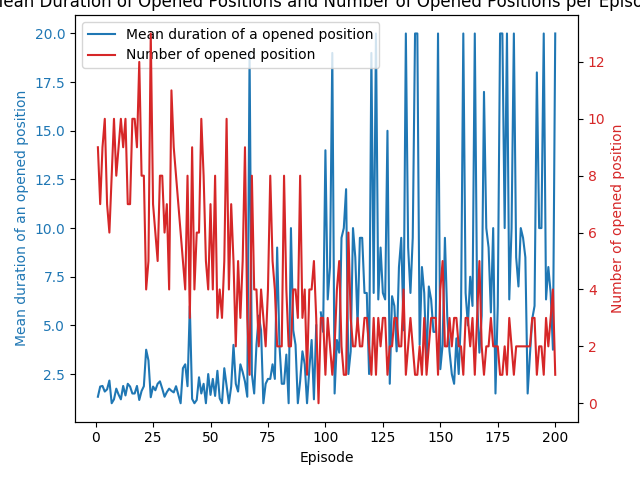 ean Duration of Opened Positions and Number of Opened Positions per Episo
Mean duration of a opened position
Number of opened position
Mean duration of an opened position
20.0
17.5
15.0
12.5
10.0
7.5
5.0
2.5
12
10
8
6
4
2
0
Number of opened position
0 25 50 75 100 125 150 175 200
Episode